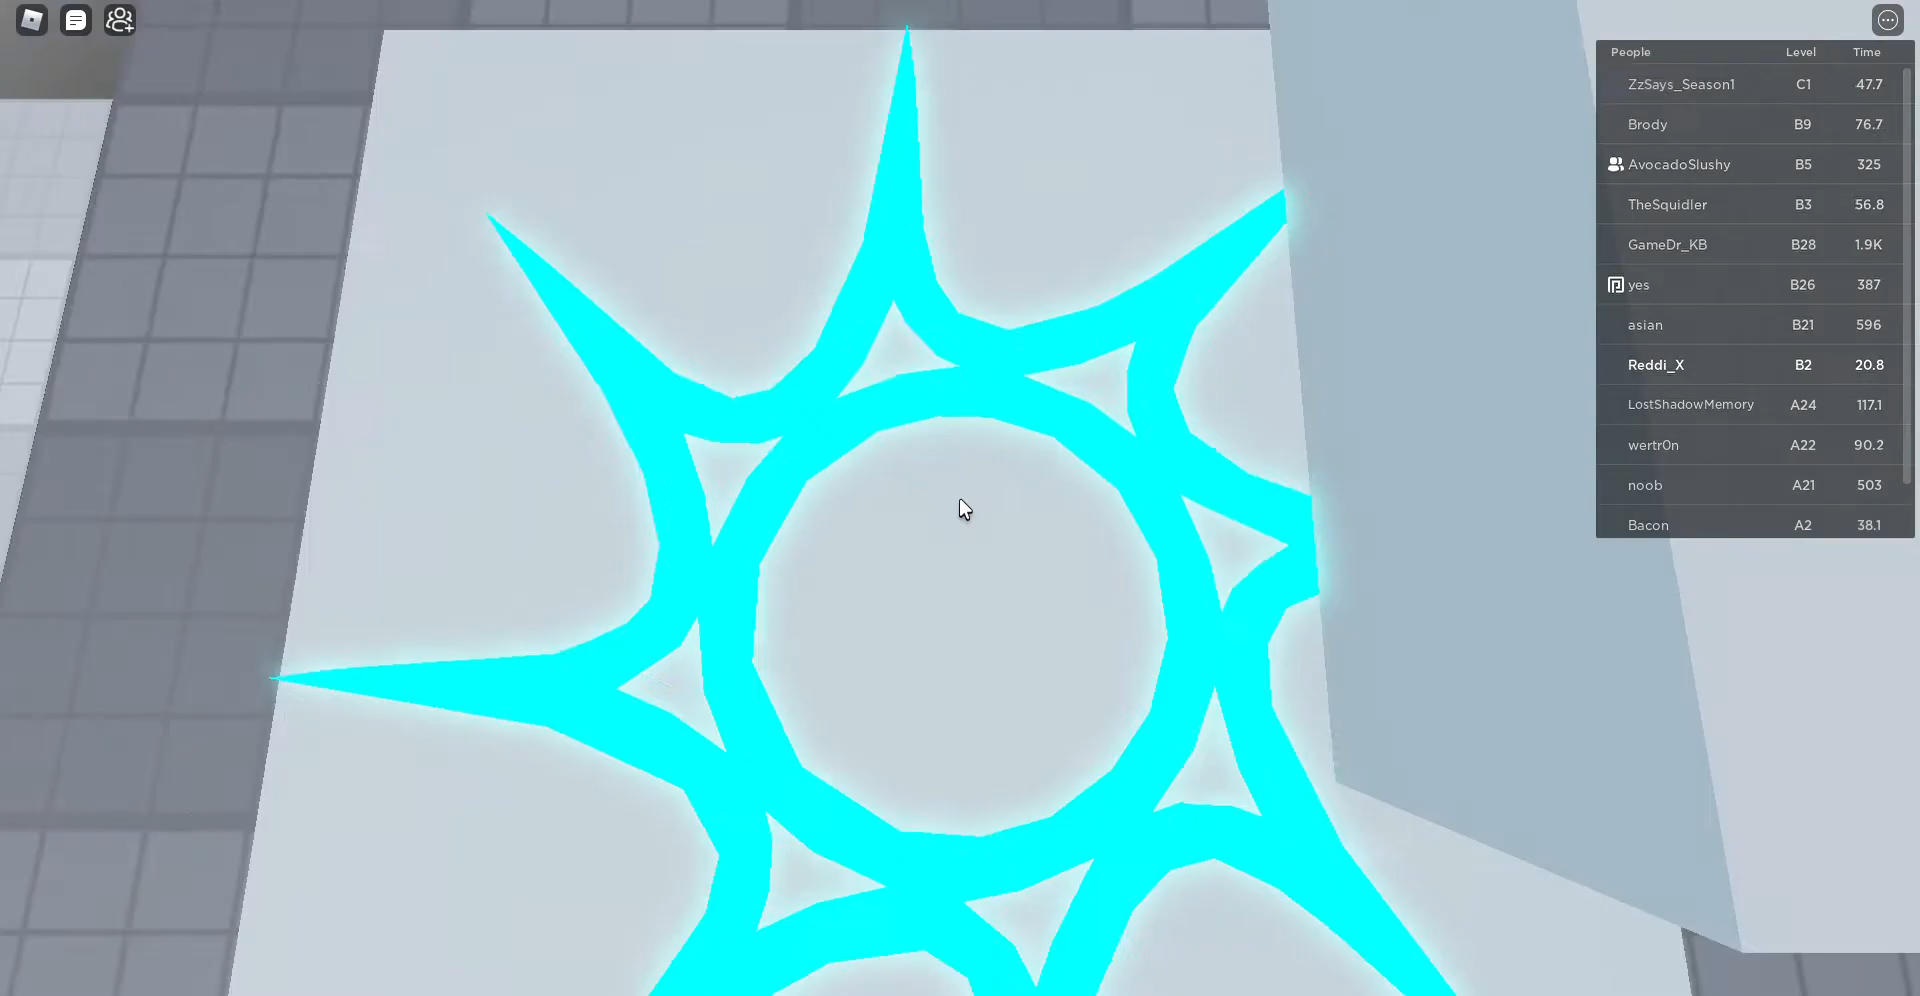 People Level Time
ZzSays_Season1 C1 47.7
Brody B9 76.7
AvocadoSlushy B5 325
TheSquidler B3 56.8
GameDr_KB B28 1.9K
yes B26 387
asian B21 596
Reddi_X B2 20.8
LostShadowMemory A24 117.1
wertr0n A22 90.2
noob A21 503
Bacon A2 38.1